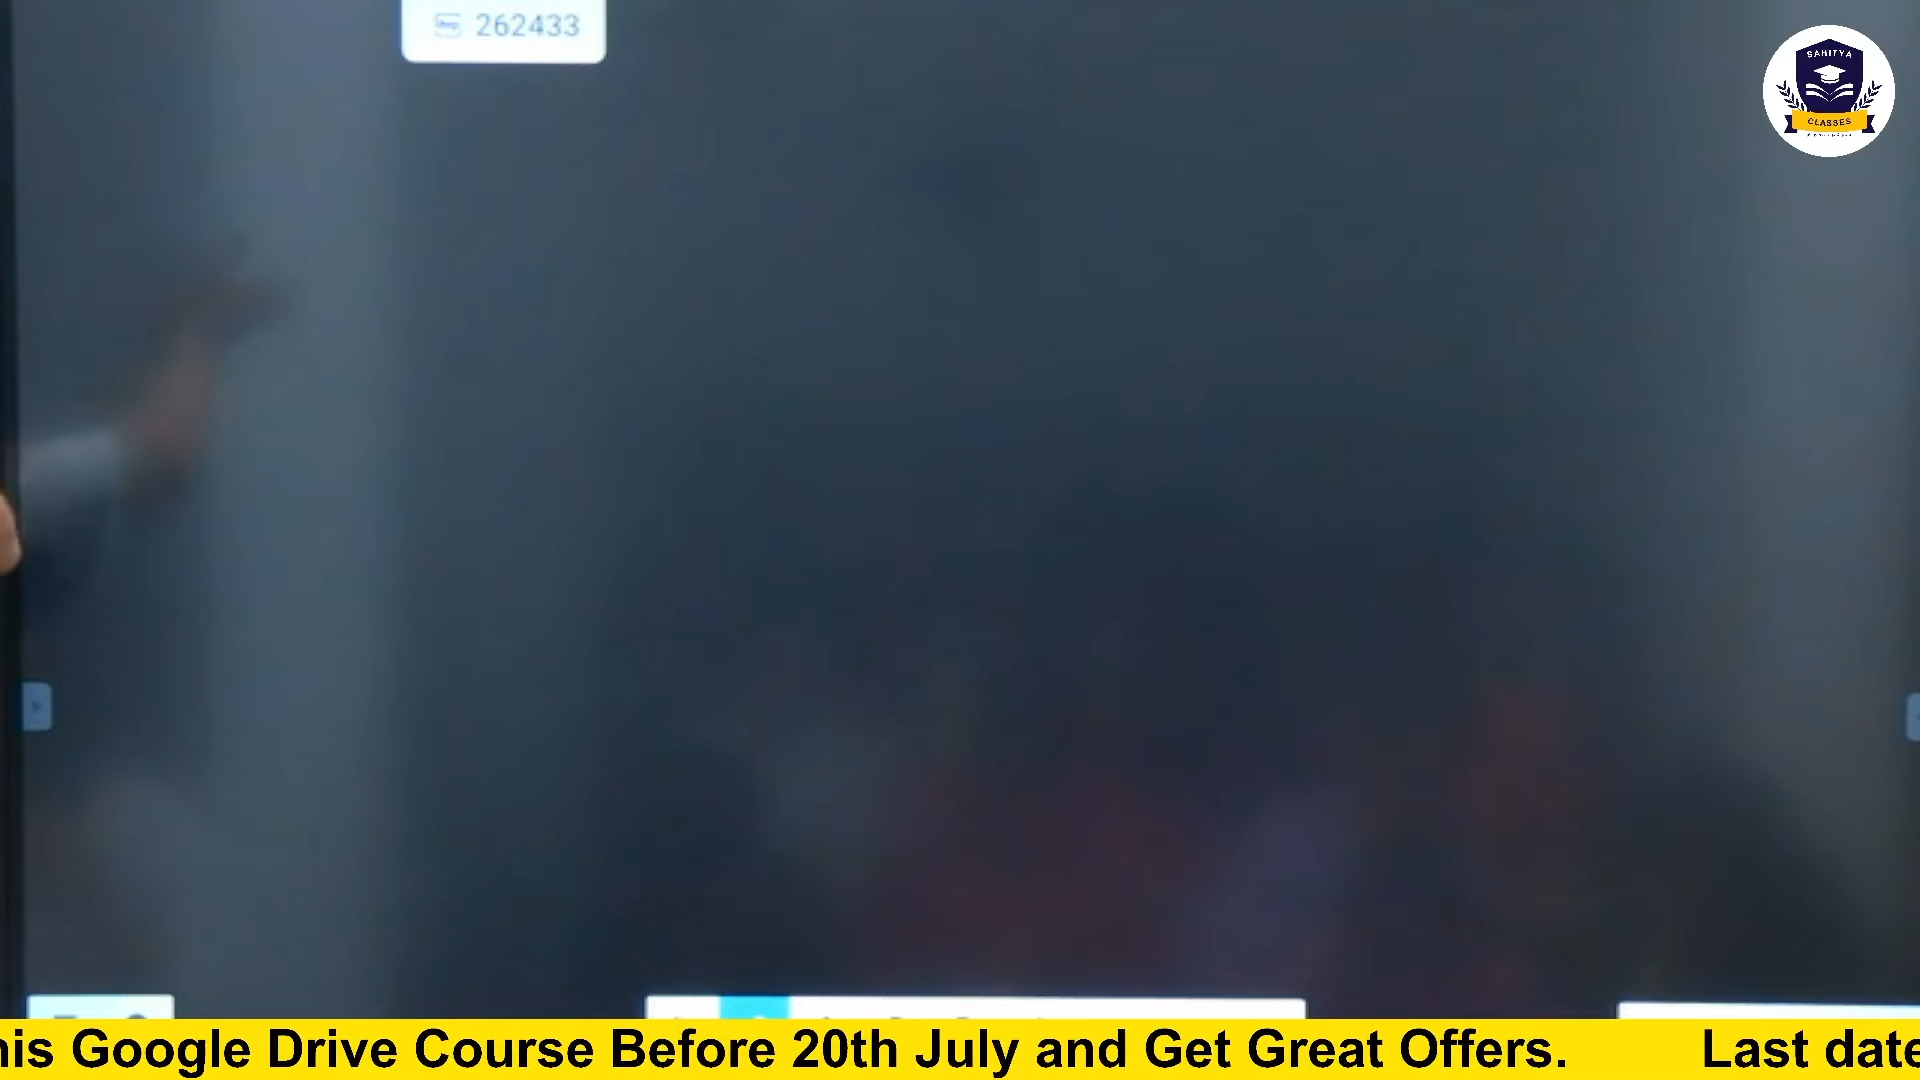 262433
SAHITYA
CLASSES
his Google Drive Course Before 20th July and Get Great Offers. Last date